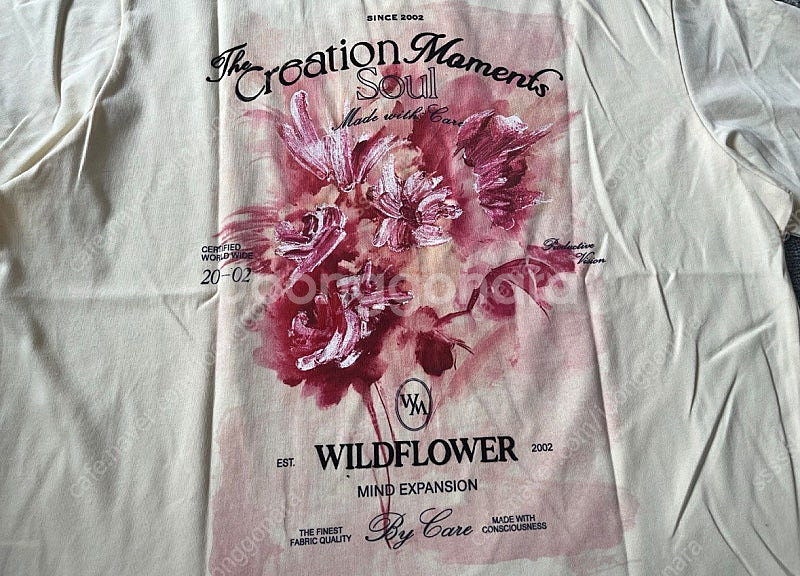 SINCE 2002
The Creation Moments
Soul
Made with Care
CERTIFIED
WORLD WIDE
20-02
Productive
Vision
joonggonara
WM
EST. WILDFLOWER 2002
MIND EXPANSION
THE FINEST
FABRIC QUALITY
By Care
MADE WITH
CONSCIOUSNESS